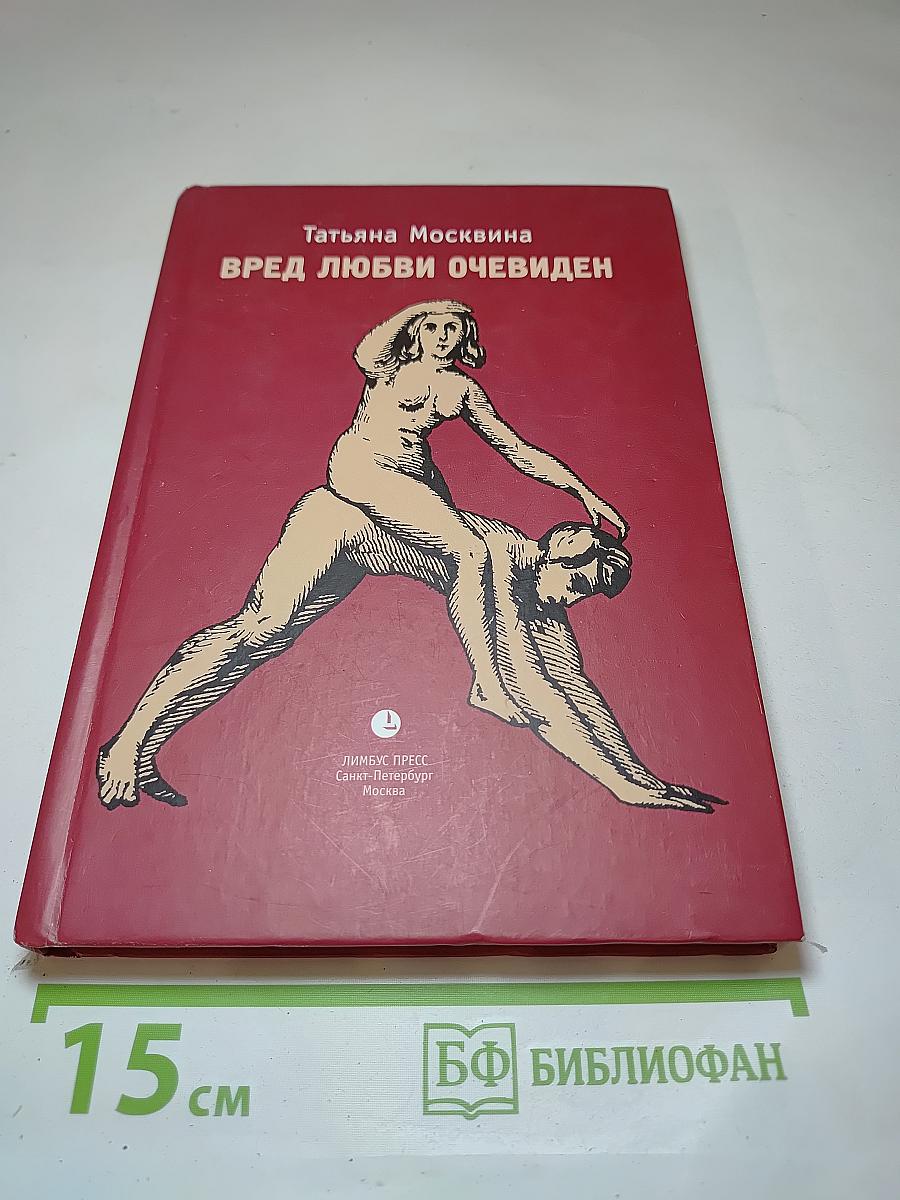 Татьяна Москвина
ВРЕД ЛЮБВИ ОЧЕВИДЕН
ЛИМБУС ПРЕСС
Санкт-Петербург
Москва
15 см
БФ БИБЛИОФАН